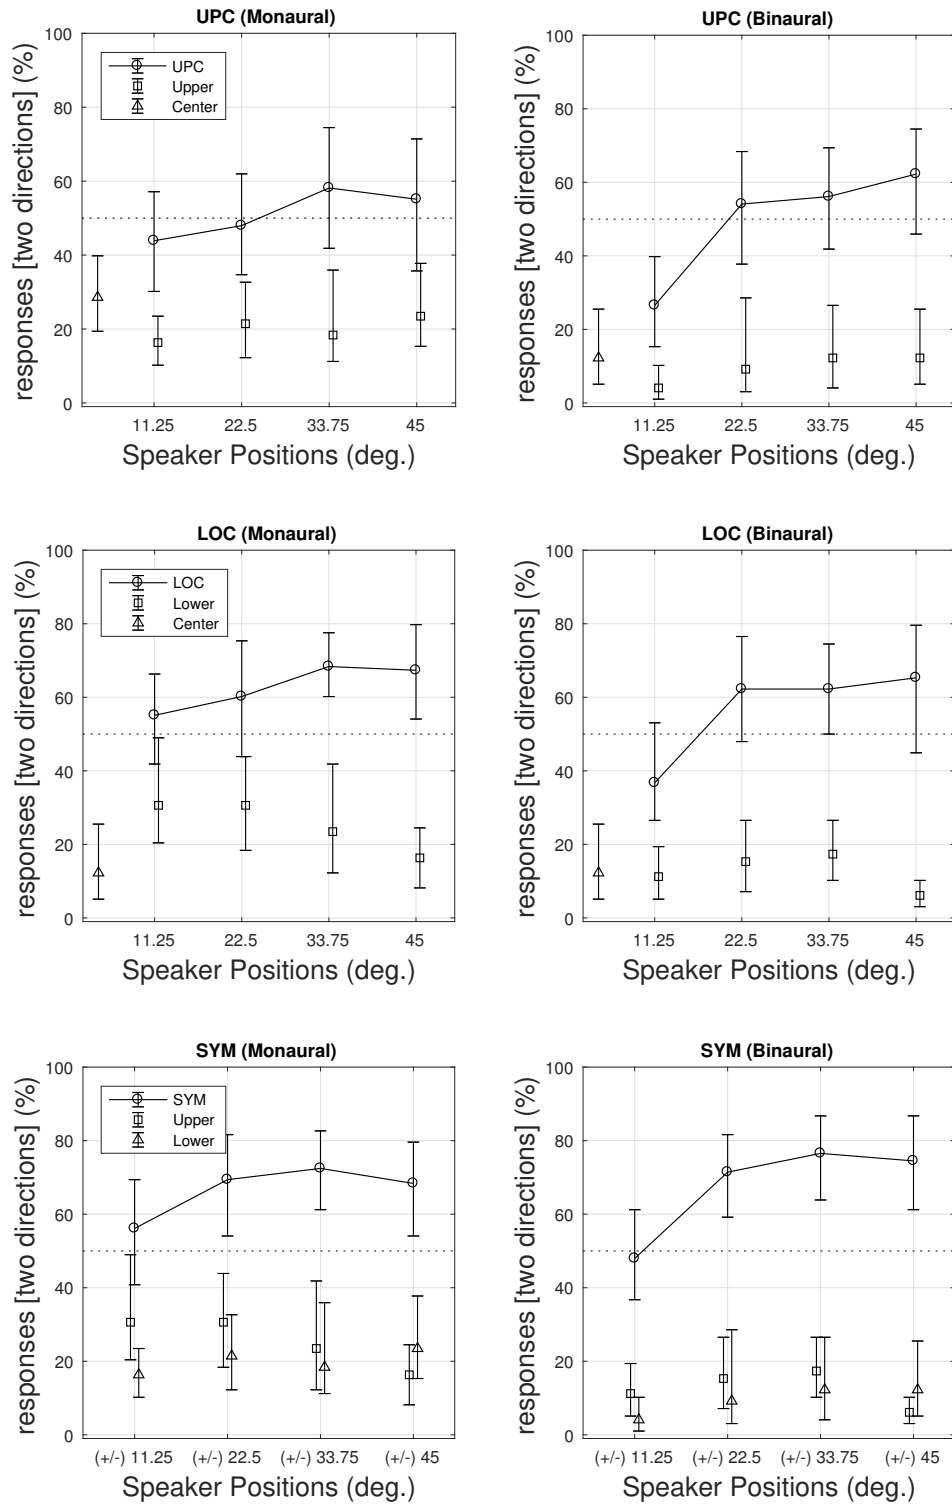 UPC (Monaural)
responses [two directions] (%)
100
80
60
40
20
0
UPC
Upper
Center
11.25 22.5 33.75 45
Speaker Positions (deg.)
UPC (Binaural)
responses [two directions] (%)
100
80
60
40
20
0
11.25 22.5 33.75 45
Speaker Positions (deg.)
LOC (Monaural)
responses [two directions] (%)
100
80
60
40
20
0
LOC
Lower
Center
11.25 22.5 33.75 45
Speaker Positions (deg.)
LOC (Binaural)
responses [two directions] (%)
100
80
60
40
20
0
11.25 22.5 33.75 45
Speaker Positions (deg.)
SYM (Monaural)
responses [two directions] (%)
100
80
60
40
20
0
SYM
Upper
Lower
(+/-) 11.25 (+/-) 22.5 (+/-) 33.75 (+/-) 45
Speaker Positions (deg.)
SYM (Binaural)
responses [two directions] (%)
100
80
60
40
20
0
(+/-) 11.25 (+/-) 22.5 (+/-) 33.75 (+/-) 45
Speaker Positions (deg.)